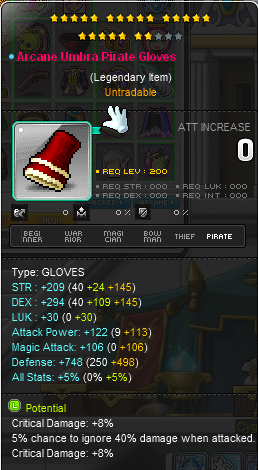 Arcane Umbra Pirate Gloves
(Legendary Item)
Untradable
ATT INCREASE
0
REQ LEV : 200
REQ STR : 000 REQ LUK : 000
REQ DEX : 000 REQ INT : 000
0 0 % 0 %
BEGINNER WARRIOR MAGICIAN BOWMAN THIEF PIRATE
Type: GLOVES
STR : +209 (40 +24 +145)
DEX : +294 (40 +109 +145)
LUK : +30 (0 +30)
Attack Power: +122 (9 +113)
Magic Attack: +106 (0 +106)
Defense: +748 (250 +498)
All Stats: +5% (0% +5%)
L Potential
Critical Damage: +8%
5% chance to ignore 40% damage when attacked.
Critical Damage: +8%